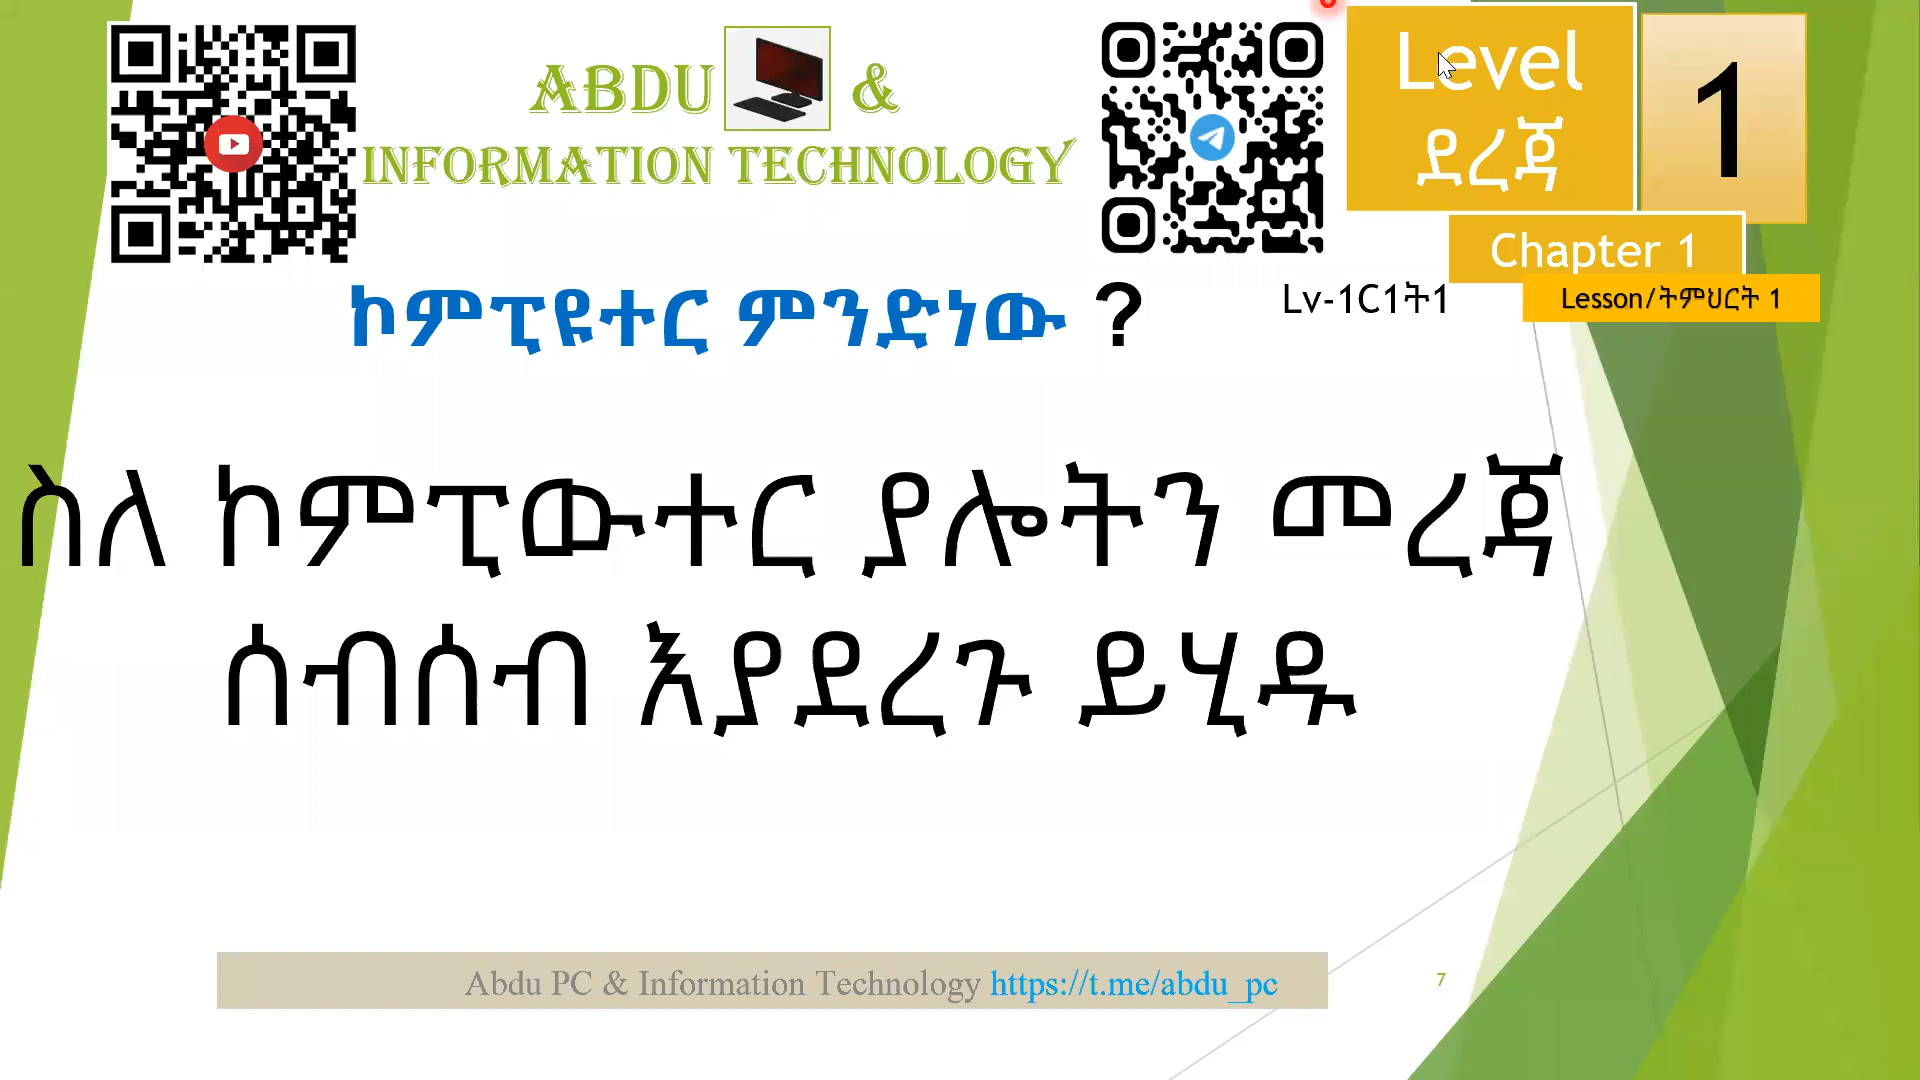 ABDU &
INFORMATION TECHNOLOGY
Level
ደረጃ
1
Chapter 1
Lesson/ትምህርት 1
Lv-1C1ት1
ኮምፒዩተር ምንድነው ?
ስለ ኮምፒውተር ያሎትን መረጃ
ሰብሰብ እያደረጉ ይሂዱ
Abdu PC & Information Technology https://t.me/abdu_pc
7